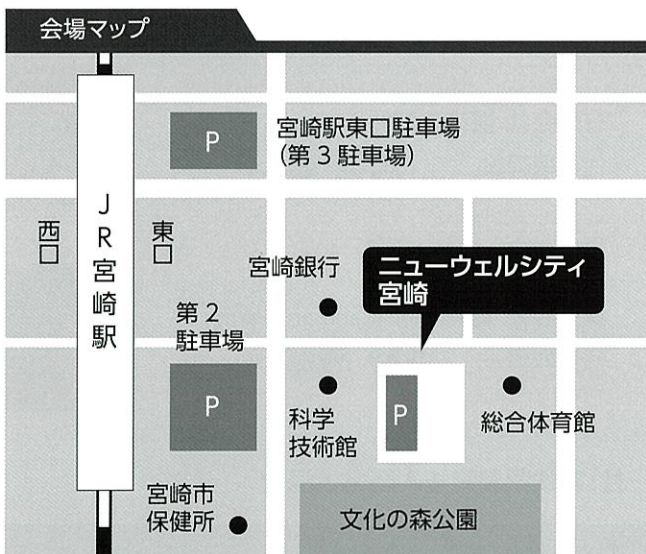 会場マップ
P
宮崎駅東口駐車場
(第3駐車場)
JR宮崎駅
西口
東口
宮崎銀行
ニューウェルシティ
宮崎
第2
駐車場
P
科学
技術館
P
総合体育館
宮崎市
保健所
文化の森公園